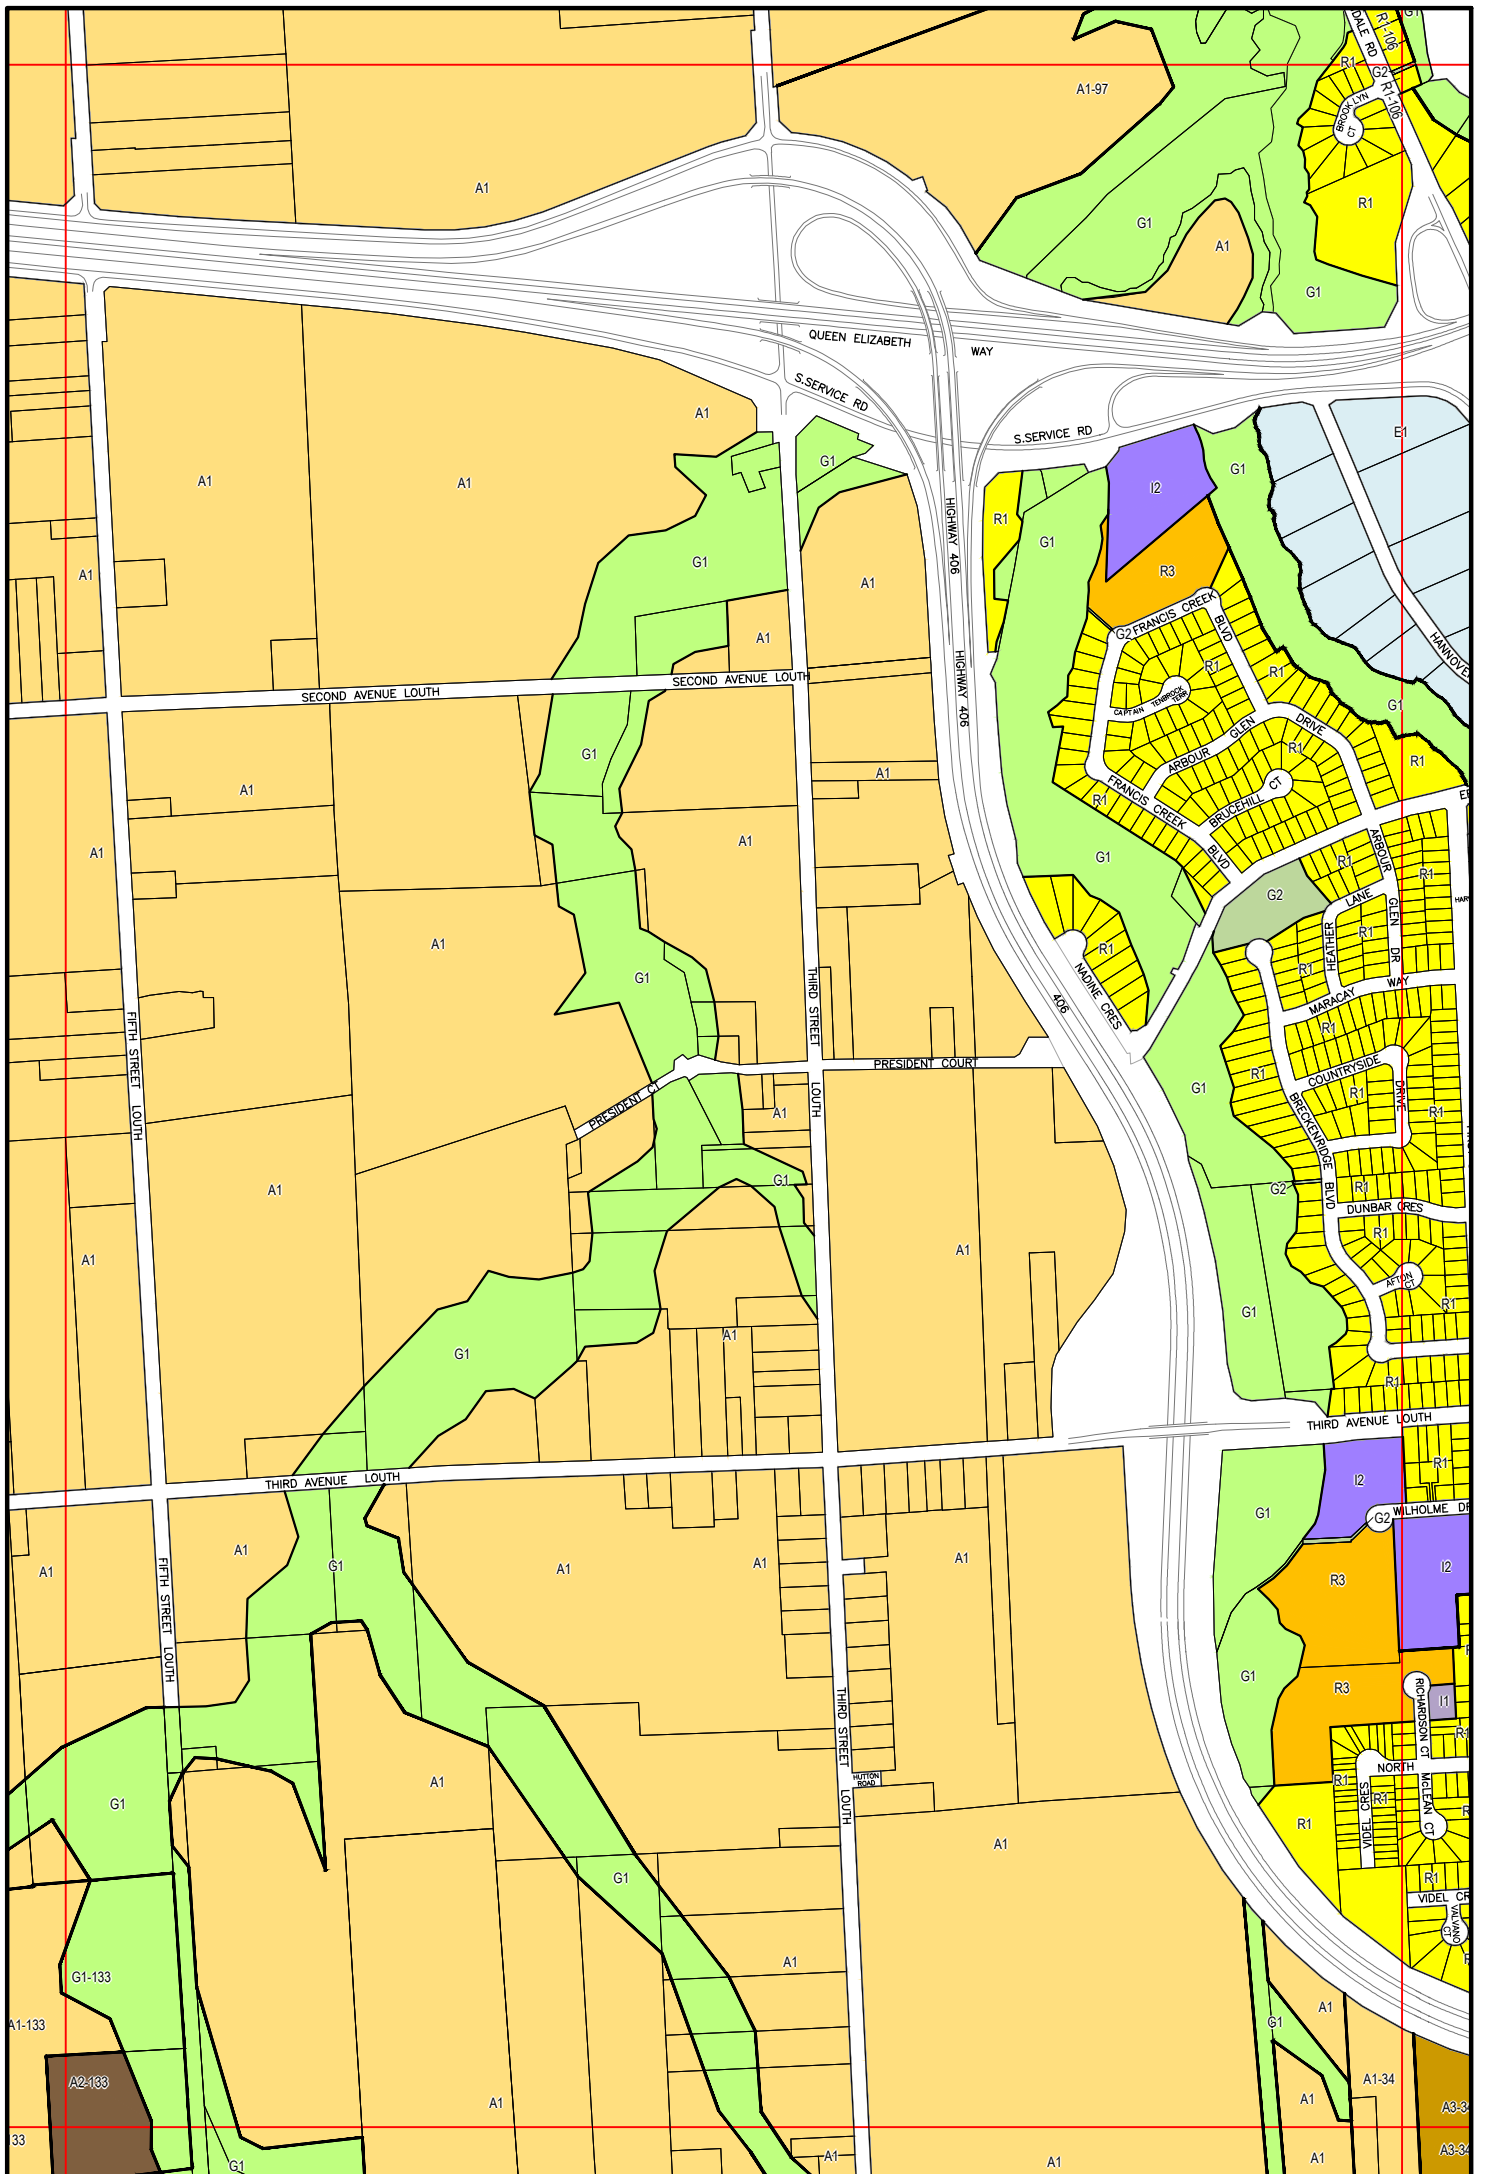 G1
DALE RD
R1-106
R1
G2
R1-106
A1-97
BROOKLYN
CT
A1
R1
G1
A1
G1
QUEEN ELIZABETH
WAY
S.SERVICE RD
A1
S.SERVICE RD
E1
G1
G1
A1
A1
I2
R1
HIGHWAY 406
G1
G1
R3
A1
A1
FRANCIS CREEK
BLVD
G2
A1
HANNOVE
HIGHWAY 406
R1
R1
SECOND AVENUE LOUTH
SECOND AVENUE LOUTH
CAPTAIN TENBROCK
TERR
G1
GLEN
DRIVE
R1
G1
ARBOUR
R1
A1
A1
FRANCIS CREEK
BLVD
R1
BRUCEHILL CT
ARBOUR
GLEN
DR
A1
A1
G1
R1
R1
G2
LANE
HEATHER
R1
A1
R1
R1
G1
NADINE CRES
THIRD STREET
LOUTH
MARACAY
WAY
406
FIFTH STREET LOUTH
R1
PRESIDENT COURT
PRESIDENT CT
R1
COUNTRYSIDE
DRIVE
G1
R1
R1
A1
BRECKENRIDGE BLVD
G1
A1
G2
R1
DUNBAR CRES
R1
A1
A1
AFTON
CT
G1
R1
A1
G1
R1
THIRD AVENUE LOUTH
R1
THIRD AVENUE LOUTH
I2
G1
G2
WILHOLME DR
A1
A1
G1
A1
A1
A1
I2
R3
FIFTH STREET LOUTH
G1
R3
RICHARDSON CT
I1
R1
THIRD STREET
LOUTH
NORTH
HUTTON
ROAD
A1
R1
R1
VIDEL CRES
McLEAN CT
G1
R1
A1
G1
R1
VIDEL CR
VALVANO
CT
A1
G1-133
A1
G1
A1-133
A2-133
A1-34
A1
A1
A3-34
133
A3-34
G1
A1
A1
A1